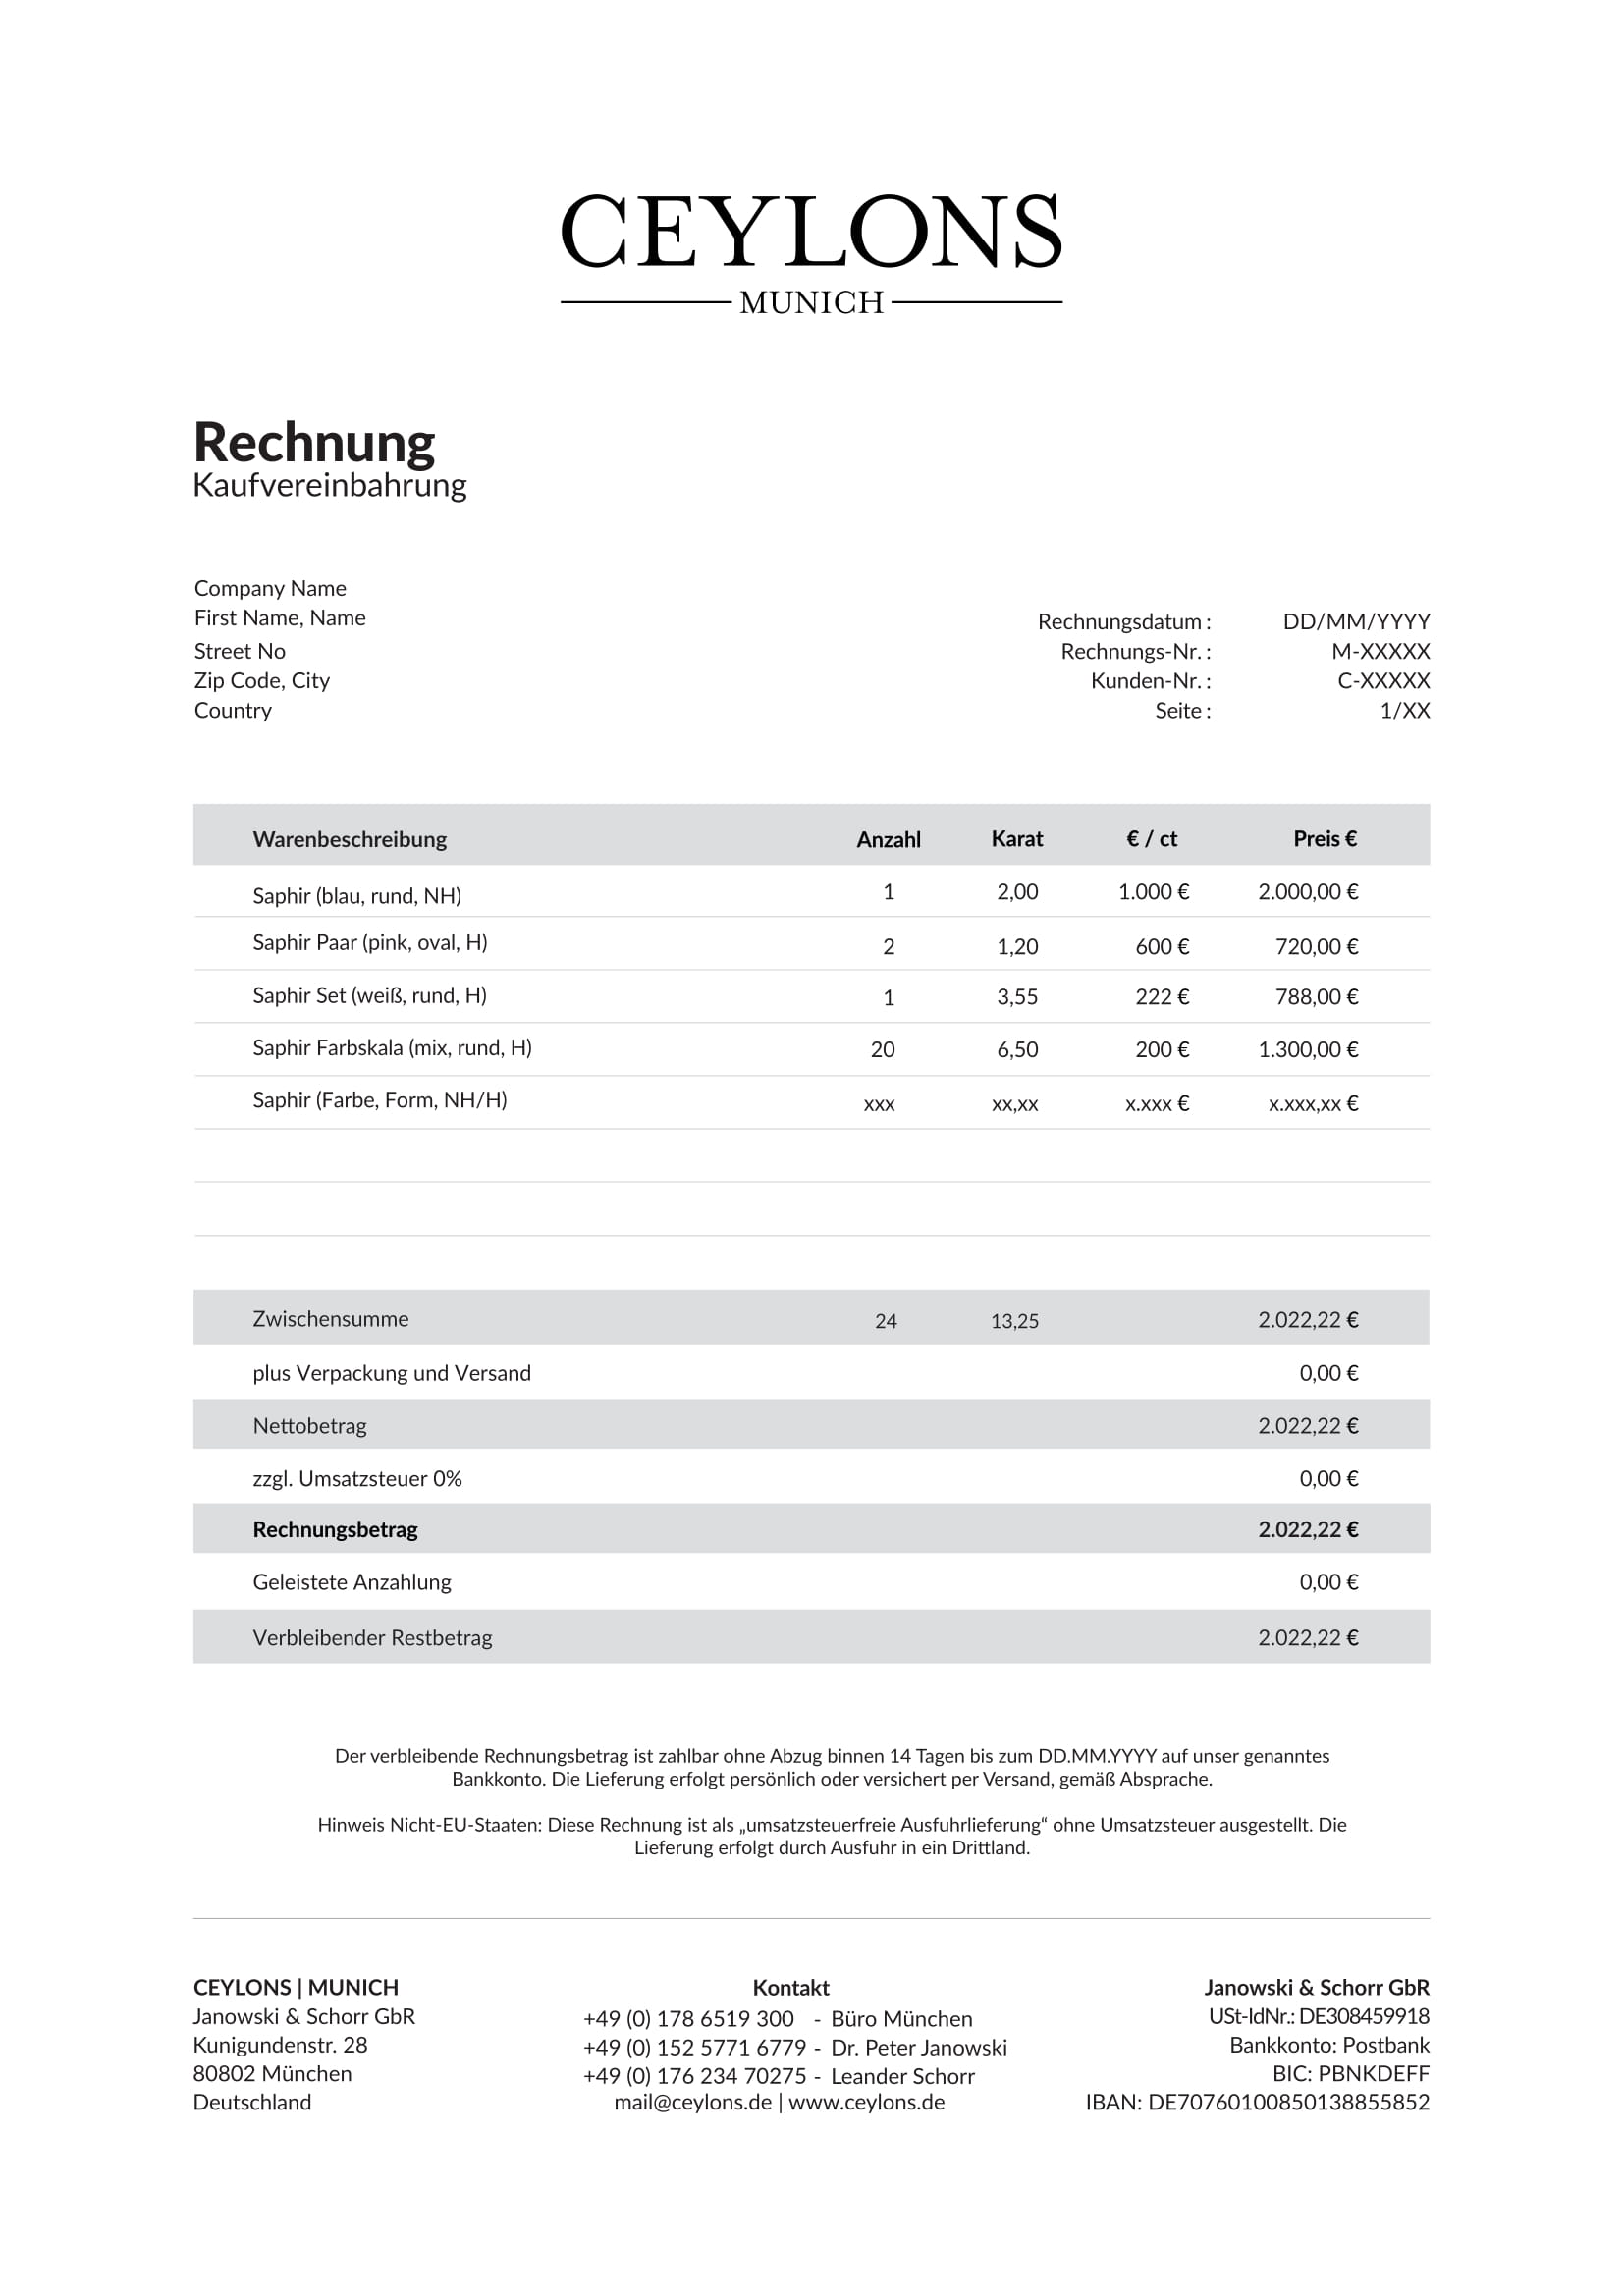 CEYLONS
MUNICH
Rechnung
Kaufvereinbahrung
Company Name
First Name, Name
Street No
Zip Code, City
Country
Rechnungsdatum : DD/MM/YYYY
Rechnungs-Nr. : M-XXXXX
Kunden-Nr. : C-XXXXX
Seite : 1/XX
Warenbeschreibung Anzahl Karat € / ct Preis €
Saphir (blau, rund, NH) 1 2,00 1.000 € 2.000,00 €
Saphir Paar (pink, oval, H) 2 1,20 600 € 720,00 €
Saphir Set (weiß, rund, H) 1 3,55 222 € 788,00 €
Saphir Farbskala (mix, rund, H) 20 6,50 200 € 1.300,00 €
Saphir (Farbe, Form, NH/H) xxx xx,xx x.xxx € x.xxx,xx €
Zwischensumme 24 13,25 2.022,22 €
plus Verpackung und Versand 0,00 €
Nettobetrag 2.022,22 €
zzgl. Umsatzsteuer 0% 0,00 €
Rechnungsbetrag 2.022,22 €
Geleistete Anzahlung 0,00 €
Verbleibender Restbetrag 2.022,22 €
Der verbleibende Rechnungsbetrag ist zahlbar ohne Abzug binnen 14 Tagen bis zum DD.MM.YYYY auf unser genanntes
Bankkonto. Die Lieferung erfolgt persönlich oder versichert per Versand, gemäß Absprache.
Hinweis Nicht-EU-Staaten: Diese Rechnung ist als „umsatzsteuerfreie Ausfuhrlieferung“ ohne Umsatzsteuer ausgestellt. Die
Lieferung erfolgt durch Ausfuhr in ein Drittland.
CEYLONS | MUNICH
Janowski & Schorr GbR
Kunigundenstr. 28
80802 München
Deutschland
Kontakt
+49 (0) 178 6519 300 - Büro München
+49 (0) 152 5771 6779 - Dr. Peter Janowski
+49 (0) 176 234 70275 - Leander Schorr
mail@ceylons.de | www.ceylons.de
Janowski & Schorr GbR
USt-IdNr.: DE308459918
Bankkonto: Postbank
BIC: PBNKDEFF
IBAN: DE70760100850138855852